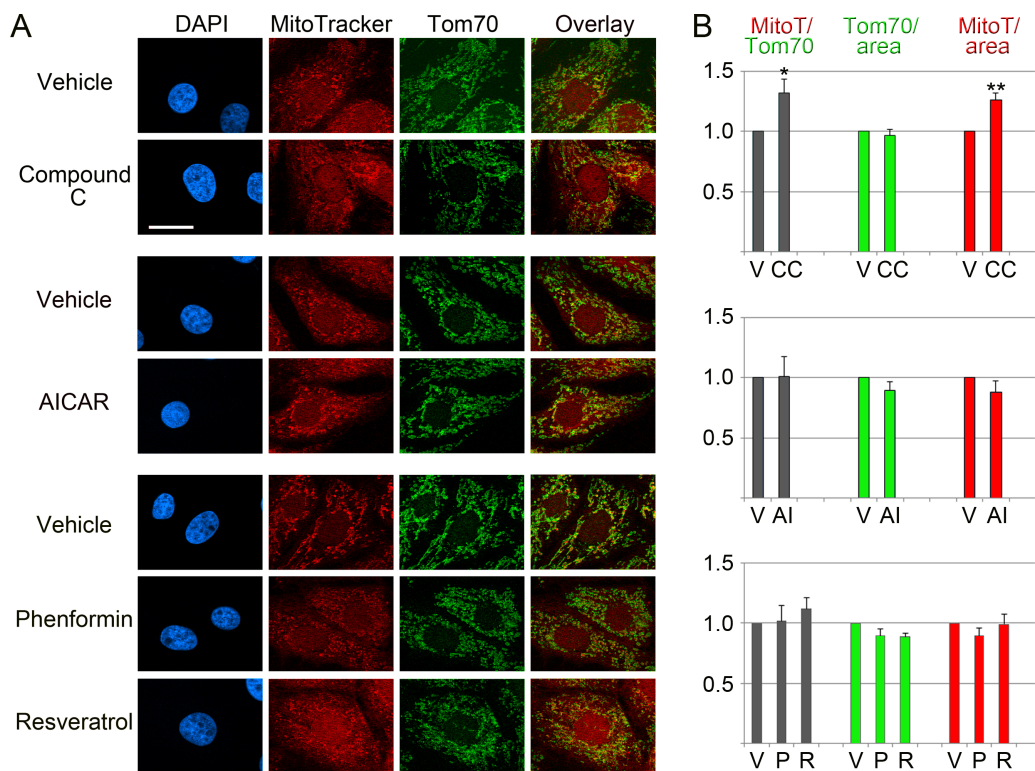 A
DAPI MitoTracker Tom70 Overlay
Vehicle
Compound
C
Vehicle
AICAR
Vehicle
Phenformin
Resveratrol
B
MitoT/ Tom70/ MitoT/
Tom70 area area
1.5
* **
1.0
0.5
V CC V CC V CC
1.5
1.0
0.5
V AI V AI V AI
1.5
1.0
0.5
V P R V P R V P R